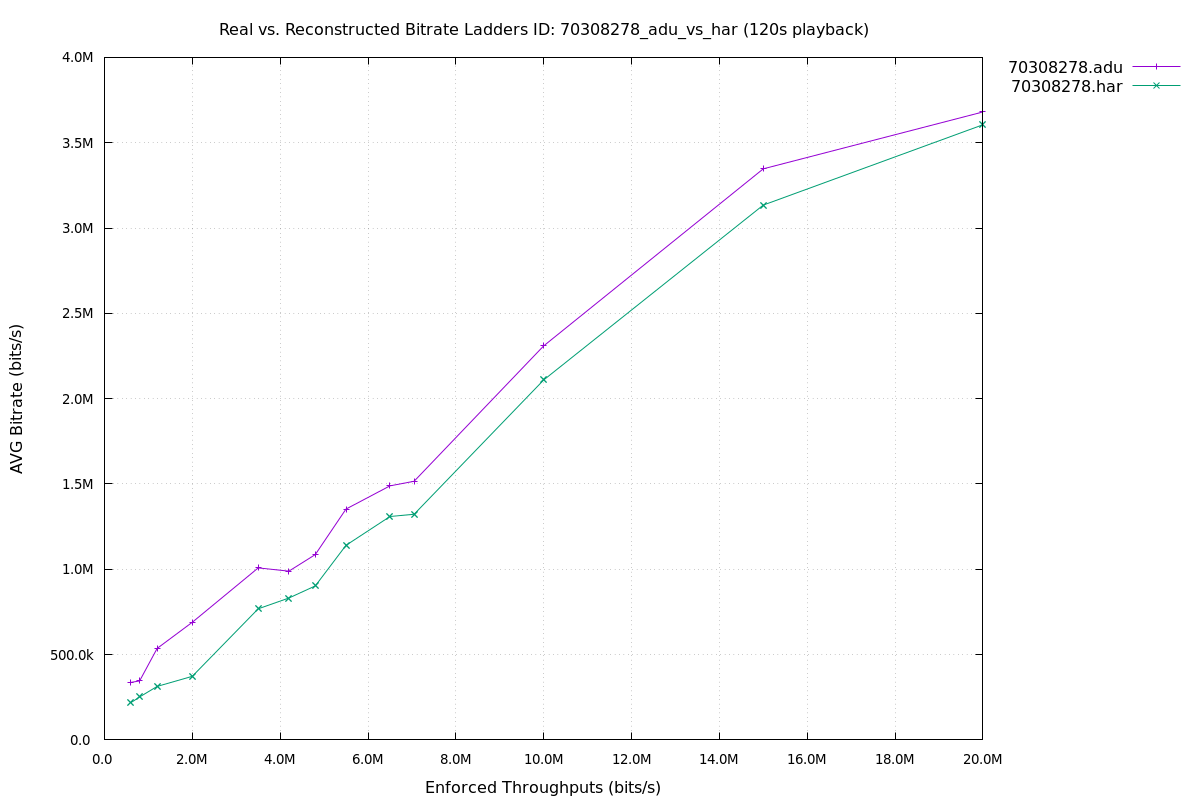 Real vs. Reconstructed Bitrate Ladders ID: 70308278_adu_vs_har (120s playback)
70308278.adu
70308278.har
4.0M
3.5M
3.0M
2.5M
2.0M
1.5M
1.0M
500.0k
0.0
AVG Bitrate (bits/s)
0.0 2.0M 4.0M 6.0M 8.0M 10.0M 12.0M 14.0M 16.0M 18.0M 20.0M
Enforced Throughputs (bits/s)